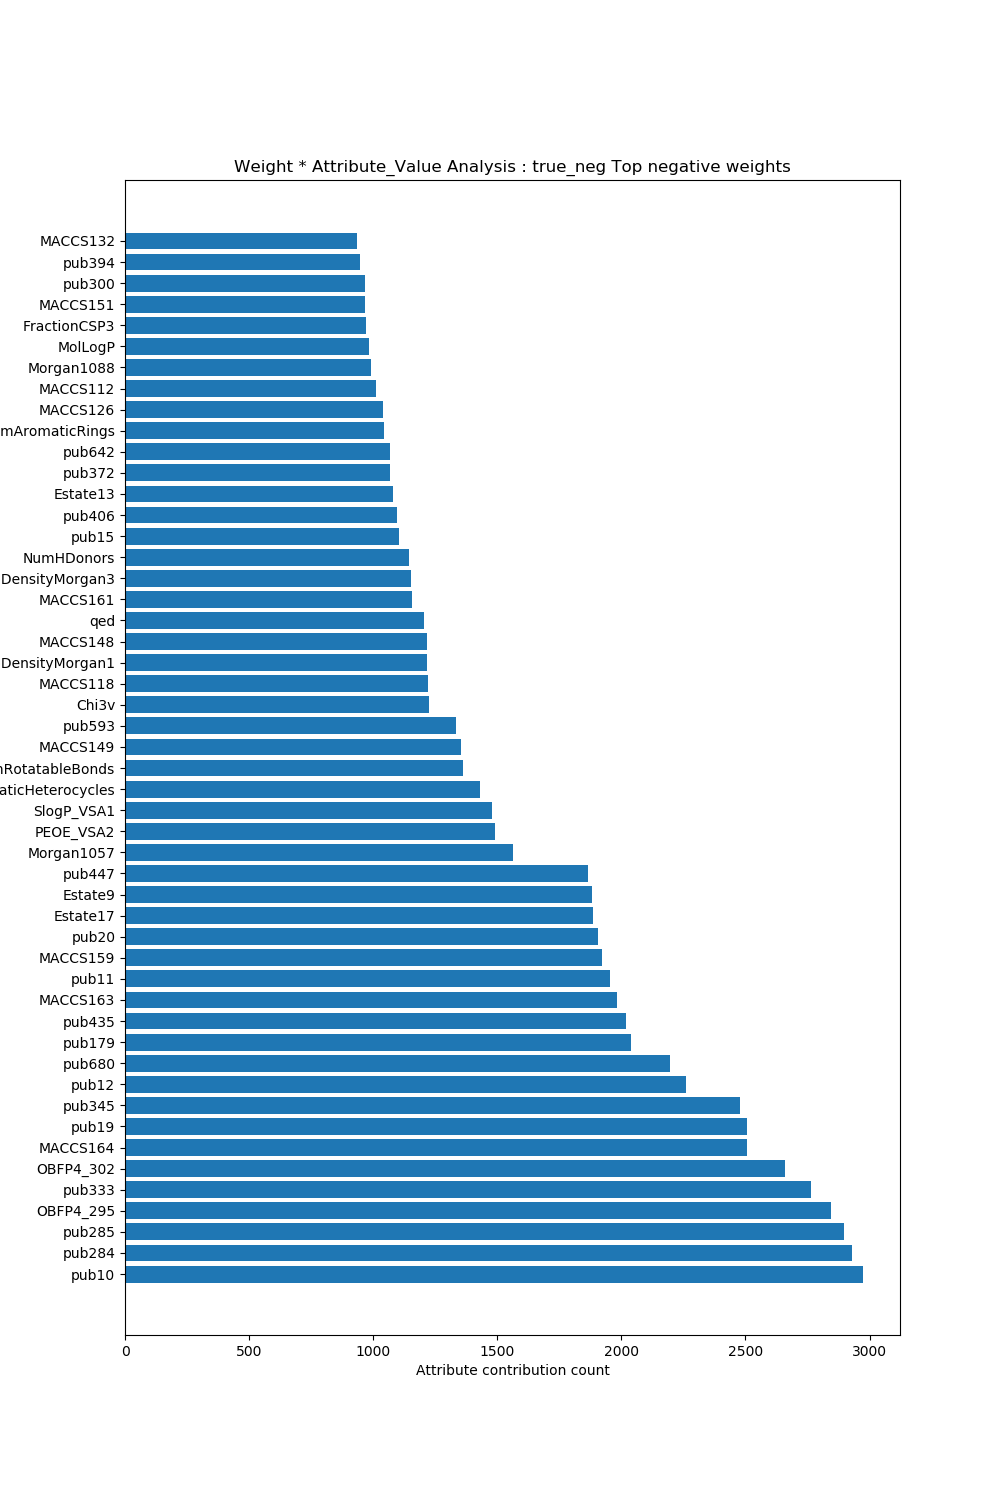 Weight * Attribute_Value Analysis : true_neg Top negative weights
MACCS132
pub394
pub300
MACCS151
FractionCSP3
MolLogP
Morgan1088
MACCS112
MACCS126
mAromaticRings
pub642
pub372
Estate13
pub406
pub15
NumHDonors
DensityMorgan3
MACCS161
qed
MACCS148
DensityMorgan1
MACCS118
Chi3v
pub593
MACCS149
nRotatableBonds
aticHeterocycles
SlogP_VSA1
PEOE_VSA2
Morgan1057
pub447
Estate9
Estate17
pub20
MACCS159
pub11
MACCS163
pub435
pub179
pub680
pub12
pub345
pub19
MACCS164
OBFP4_302
pub333
OBFP4_295
pub285
pub284
pub10
0 500 1000 1500 2000 2500 3000
Attribute contribution count